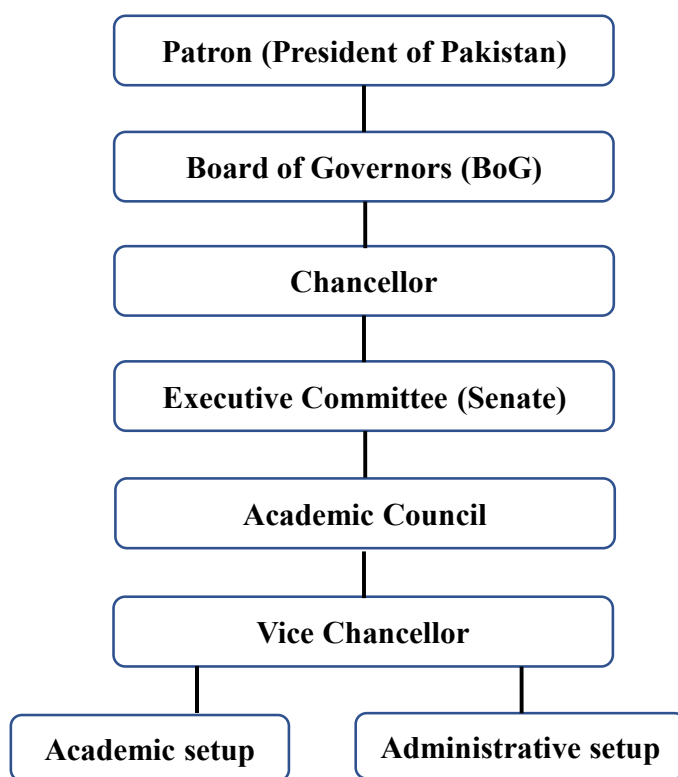 Patron (President of Pakistan)
Board of Governors (BoG)
Chancellor
Executive Committee (Senate)
Academic Council
Vice Chancellor
Academic setup
Administrative setup